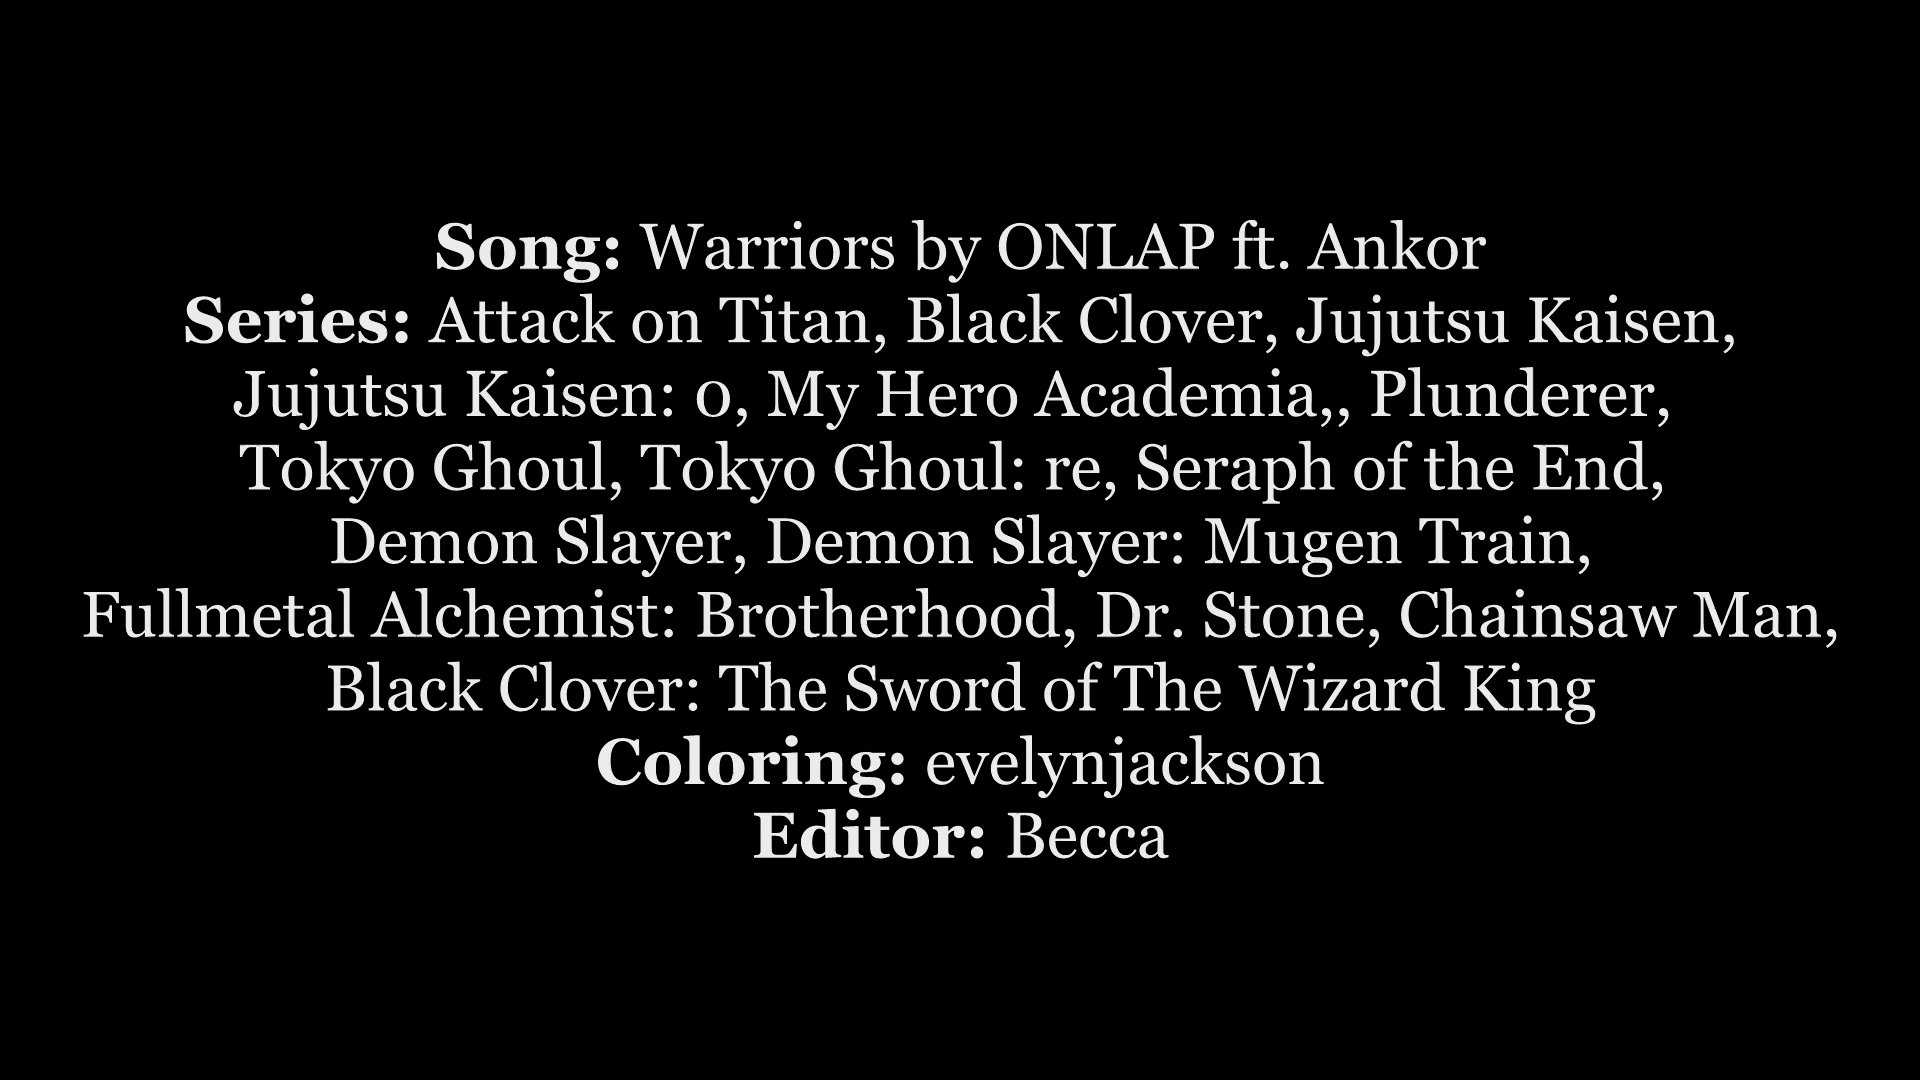 Song: Warriors by ONLAP ft. Ankor
Series: Attack on Titan, Black Clover, Jujutsu Kaisen,
Jujutsu Kaisen: 0, My Hero Academia,, Plunderer,
Tokyo Ghoul, Tokyo Ghoul: re, Seraph of the End,
Demon Slayer, Demon Slayer: Mugen Train,
Fullmetal Alchemist: Brotherhood, Dr. Stone, Chainsaw Man,
Black Clover: The Sword of The Wizard King
Coloring: evelynjackson
Editor: Becca